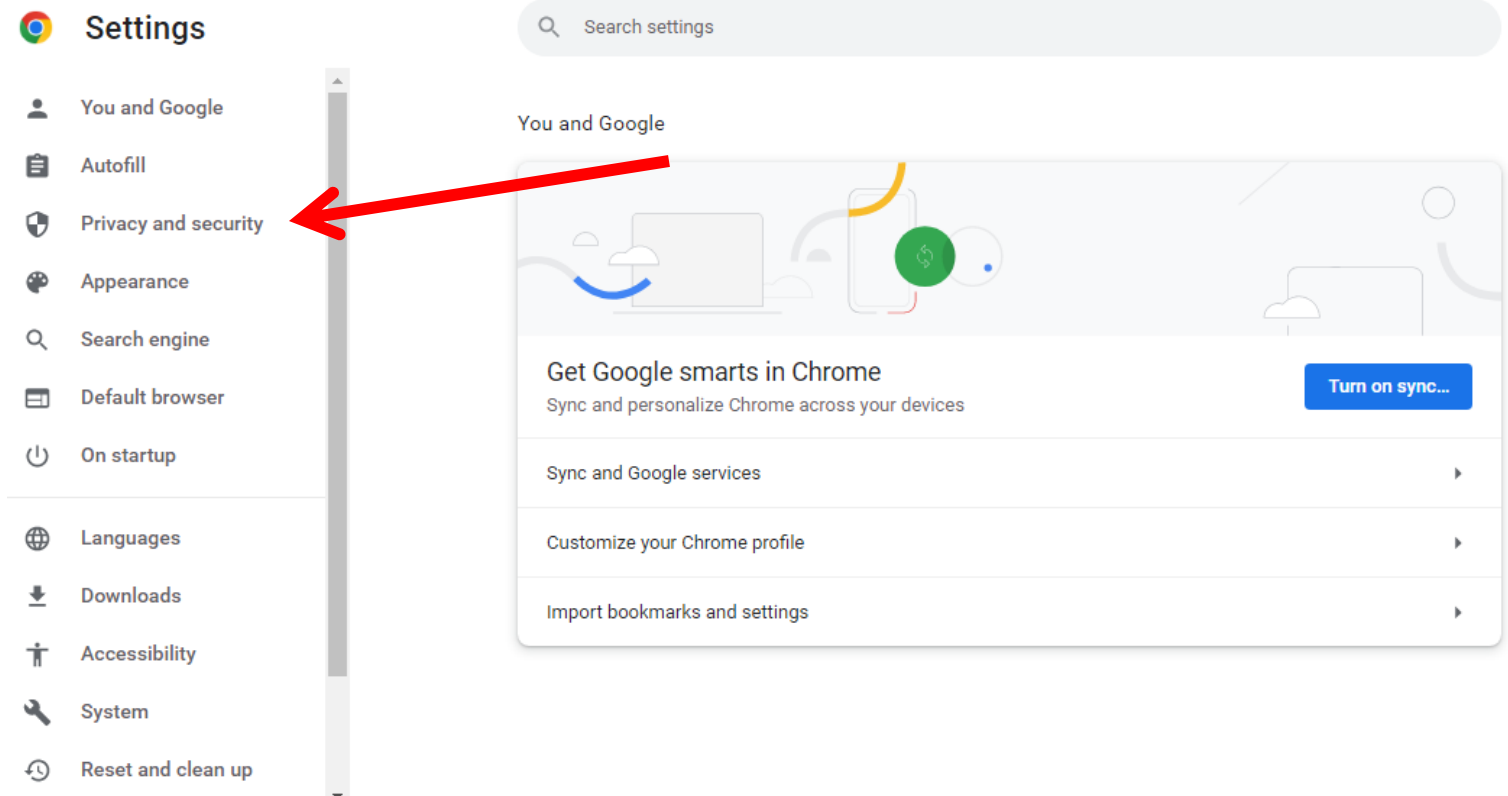 Settings
Search settings
You and Google
Autofill
Privacy and security
Appearance
Search engine
Default browser
On startup
Languages
Downloads
Accessibility
System
Reset and clean up
You and Google
Get Google smarts in Chrome
Sync and personalize Chrome across your devices
Turn on sync...
Sync and Google services
Customize your Chrome profile
Import bookmarks and settings